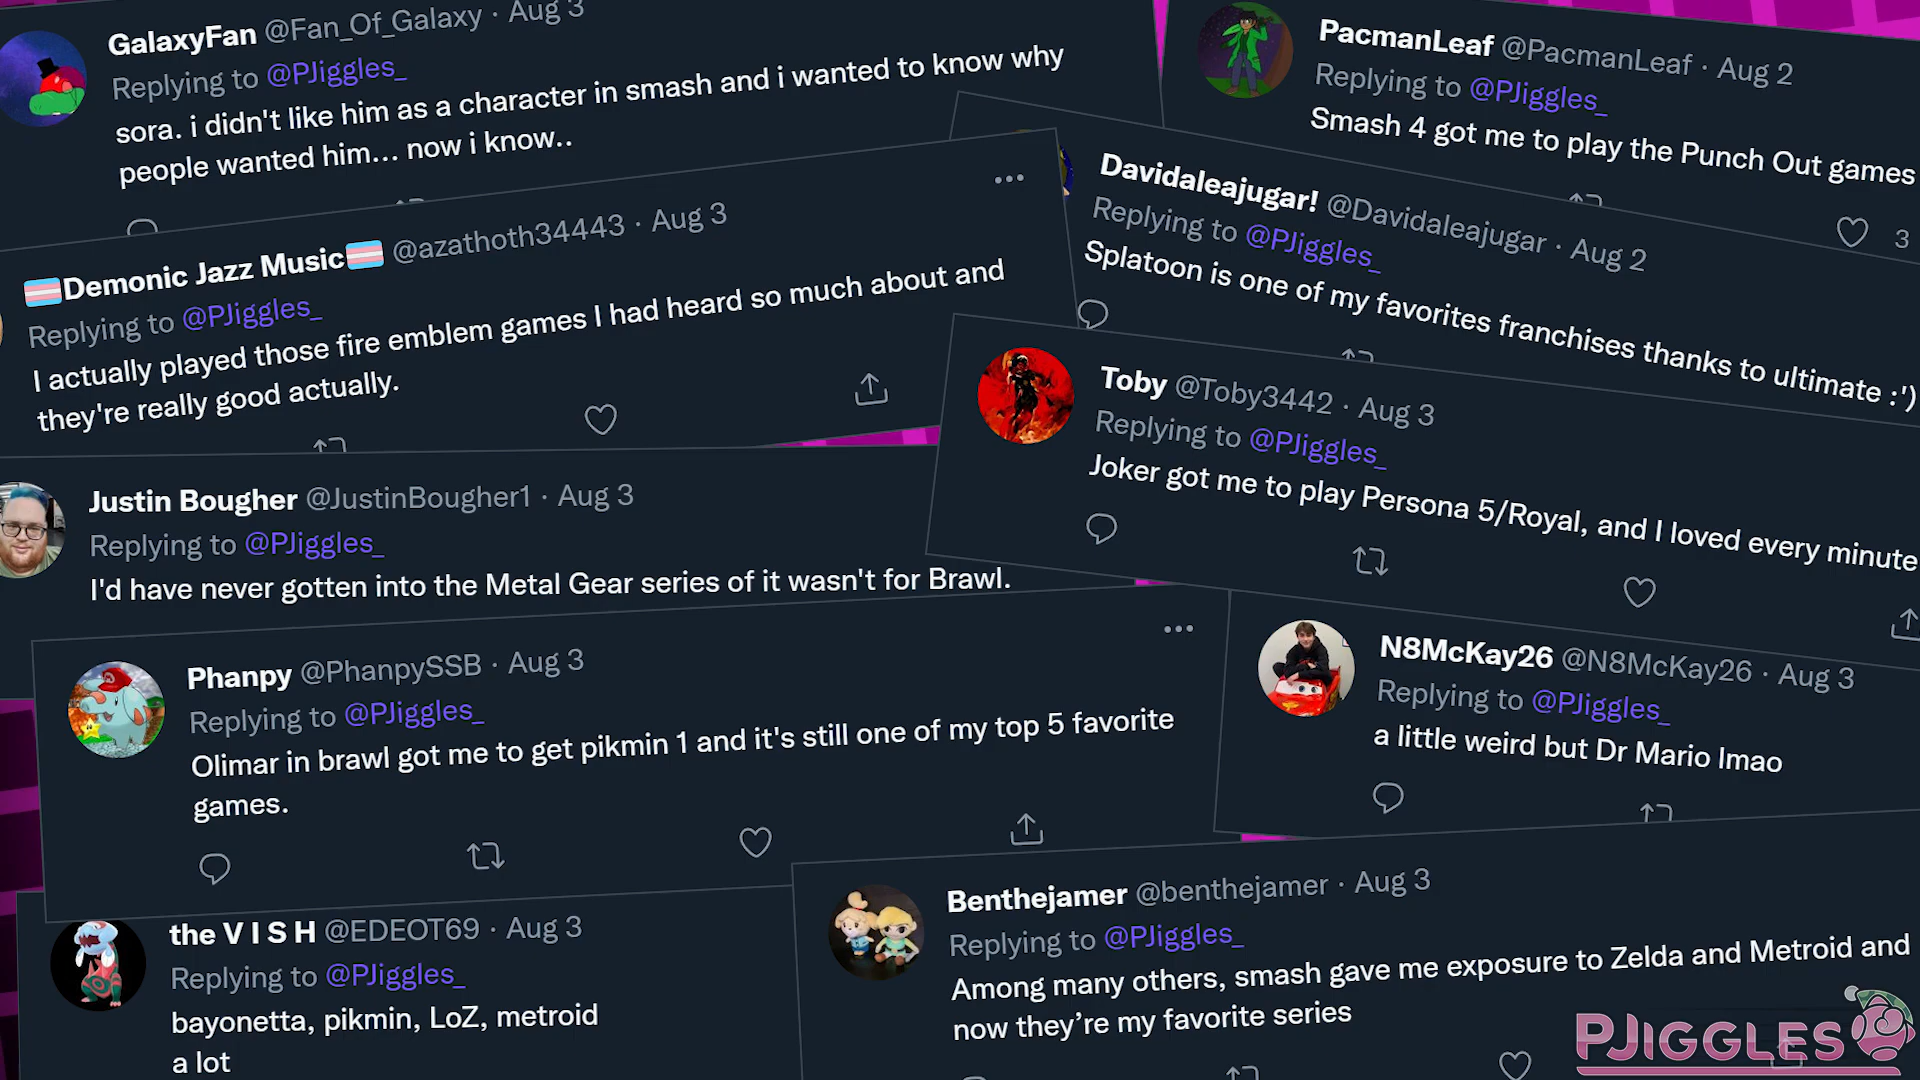 GalaxyFan @Fan_Of_Galaxy · Aug 3
Replying to @PJiggles_
sora. i didn't like him as a character in smash and i wanted to know why
people wanted him... now i know..
PacmanLeaf @PacmanLeaf · Aug 2
Replying to @PJiggles_
Smash 4 got me to play the Punch Out games
3
Demonic Jazz Music @azathoth34443 · Aug 3
Replying to @PJiggles_
I actually played those fire emblem games I had heard so much about and
they're really good actually.
Davidaleajugar! @Davidaleajugar · Aug 2
Replying to @PJiggles_
Splatoon is one of my favorites franchises thanks to ultimate :')
Toby @Toby3442 · Aug 3
Replying to @PJiggles_
Joker got me to play Persona 5/Royal, and I loved every minute
Justin Bougher @JustinBougher1 · Aug 3
Replying to @PJiggles_
I'd have never gotten into the Metal Gear series of it wasn't for Brawl.
Phanpy @PhanpySSB · Aug 3
Replying to @PJiggles_
Olimar in brawl got me to get pikmin 1 and it's still one of my top 5 favorite
games.
N8McKay26 @N8McKay26 · Aug 3
Replying to @PJiggles_
a little weird but Dr Mario lmao
the V I S H @EDEOT69 · Aug 3
Replying to @PJiggles_
bayonetta, pikmin, LoZ, metroid
a lot
Benthejamer @benthejamer · Aug 3
Replying to @PJiggles_
Among many others, smash gave me exposure to Zelda and Metroid and
now they're my favorite series
PJIGGLES